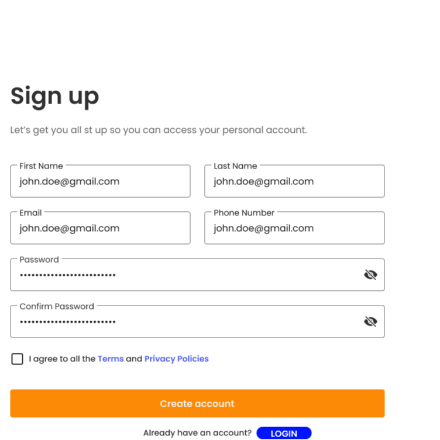 Sign up
Let's get you all st up so you can access your personal account.
First Name
john.doe@gmail.com
Last Name
john.doe@gmail.com
Email
john.doe@gmail.com
Phone Number
john.doe@gmail.com
Password
•••••••••••••••••••••••••
Confirm Password
•••••••••••••••••••••••••
I agree to all the Terms and Privacy Policies
Create account
Already have an account? LOGIN